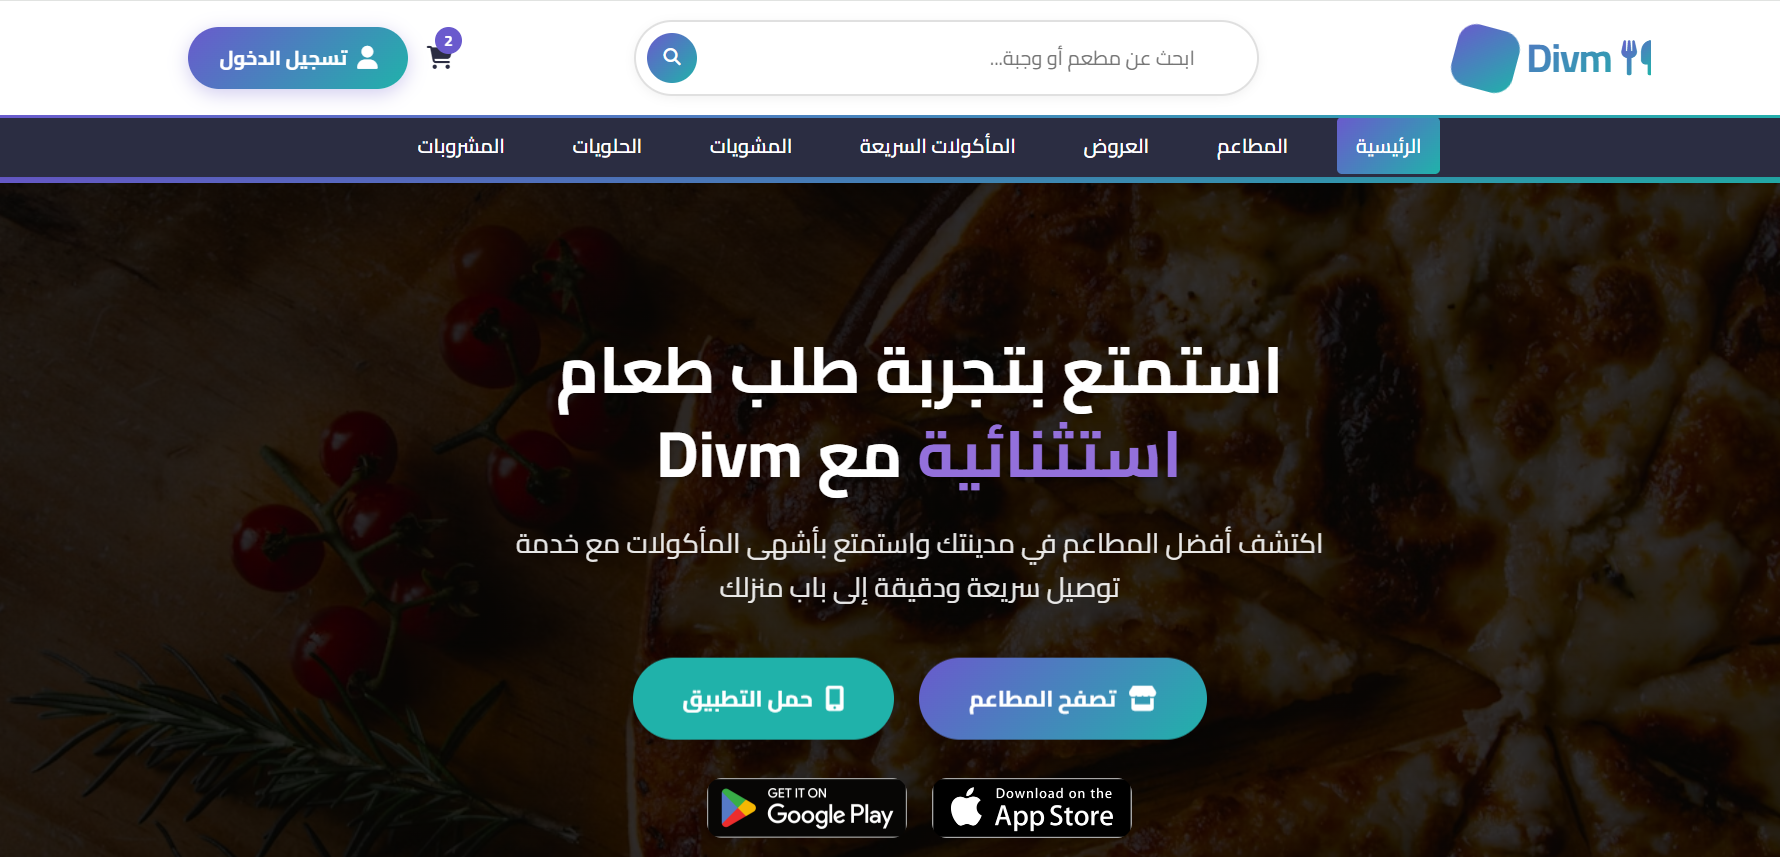 Divm
ابحث عن مطعم أو وجبة...
2
تسجيل الدخول
الرئيسية
المطاعم
العروض
المأكولات السريعة
المشويات
الحلويات
المشروبات
استمتع بتجربة طلب طعام
استثنائية مع Divm
اكتشف أفضل المطاعم في مدينتك واستمتع بأشهى المأكولات مع خدمة
توصيل سريعة ودقيقة إلى باب منزلك
تصفح المطاعم
حمل التطبيق
Download on the
App Store
GET IT ON
Google Play